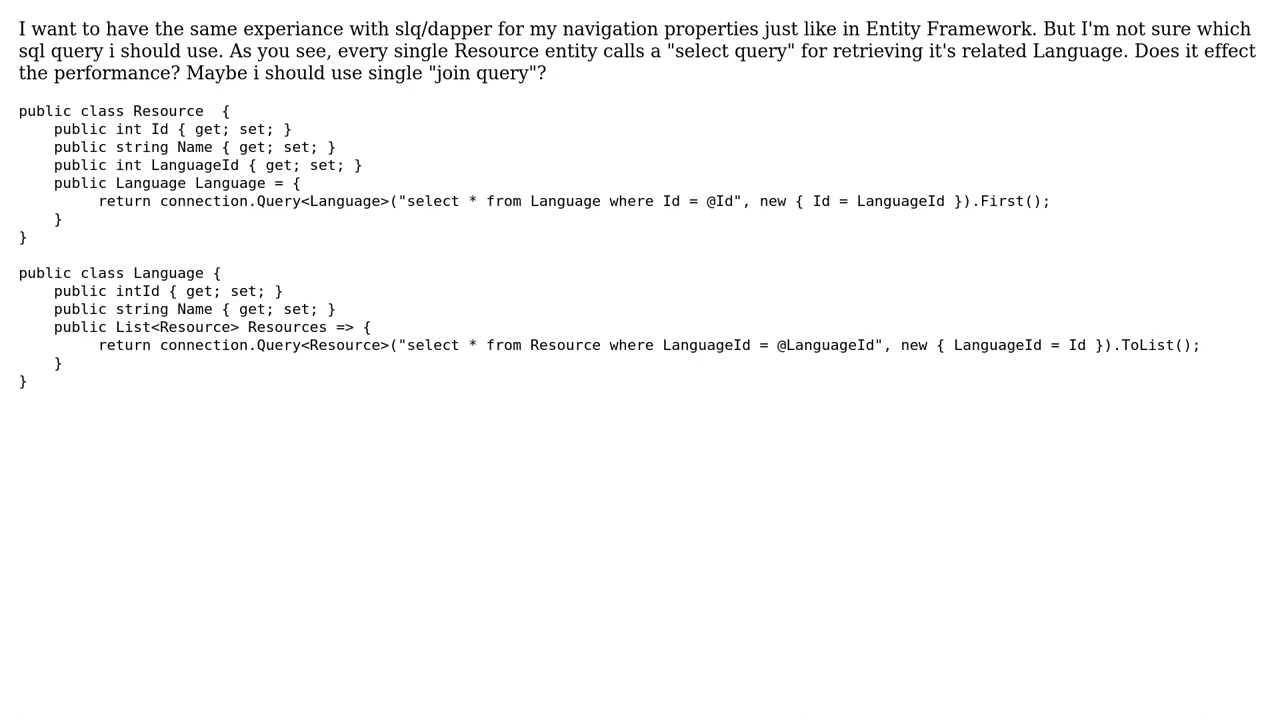 I want to have the same experiance with slq/dapper for my navigation properties just like in Entity Framework. But I'm not sure which
sql query i should use. As you see, every single Resource entity calls a "select query" for retrieving it's related Language. Does it effect
the performance? Maybe i should use single "join query"?
public class Resource  {
    public int Id { get; set; }
    public string Name { get; set; }
    public int LanguageId { get; set; }
    public Language Language = {
         return connection.Query<Language>("select * from Language where Id = @Id", new { Id = LanguageId }).First();
    }
}
public class Language {
    public intId { get; set; }
    public string Name { get; set; }
    public List<Resource> Resources => {
         return connection.Query<Resource>("select * from Resource where LanguageId = @LanguageId", new { LanguageId = Id }).ToList();
    }
}